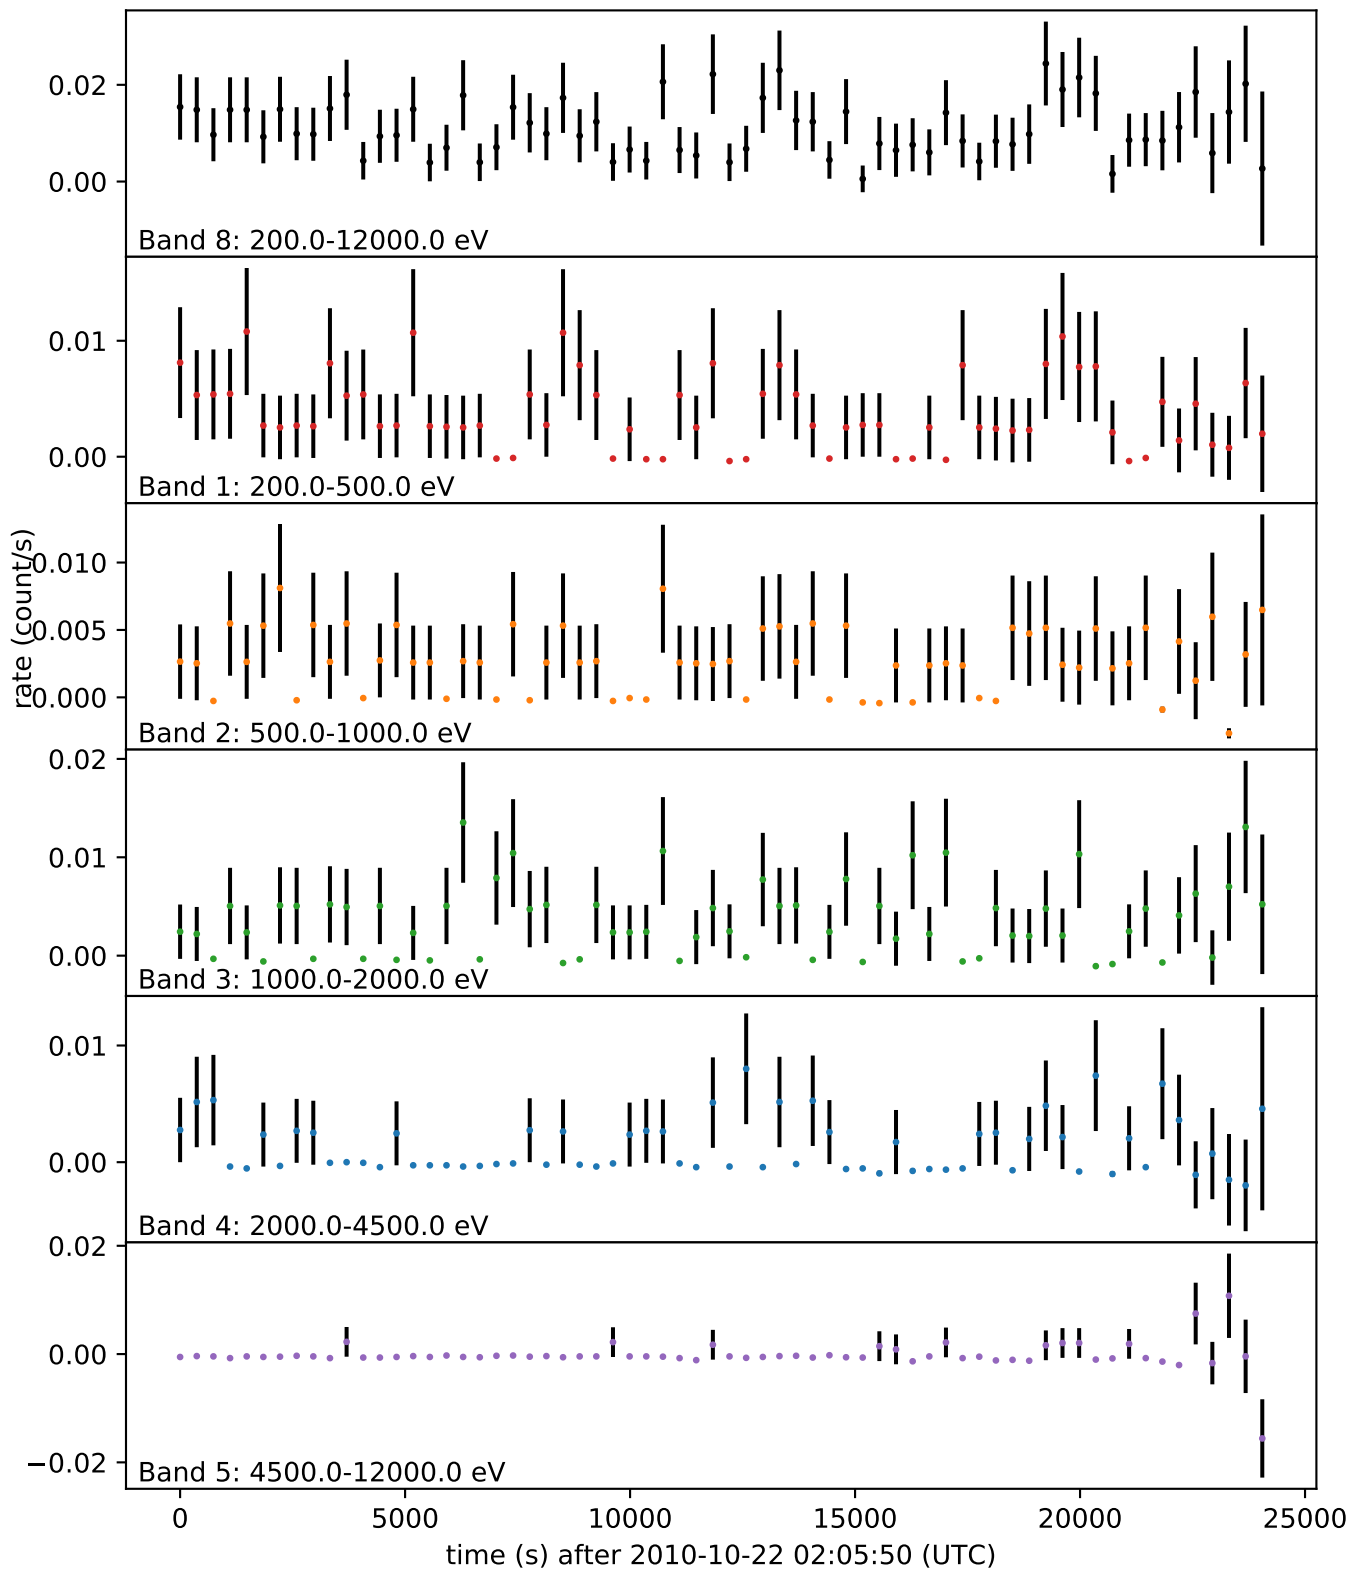 0.02
0.00
Band 8: 200.0-12000.0 eV
0.01
0.00
Band 1: 200.0-500.0 eV
rate (count/s)
0.010
0.005
0.000
Band 2: 500.0-1000.0 eV
0.02
0.01
0.00
Band 3: 1000.0-2000.0 eV
0.01
0.00
Band 4: 2000.0-4500.0 eV
0.02
0.00
−0.02
Band 5: 4500.0-12000.0 eV
0 5000 10000 15000 20000 25000
time (s) after 2010-10-22 02:05:50 (UTC)